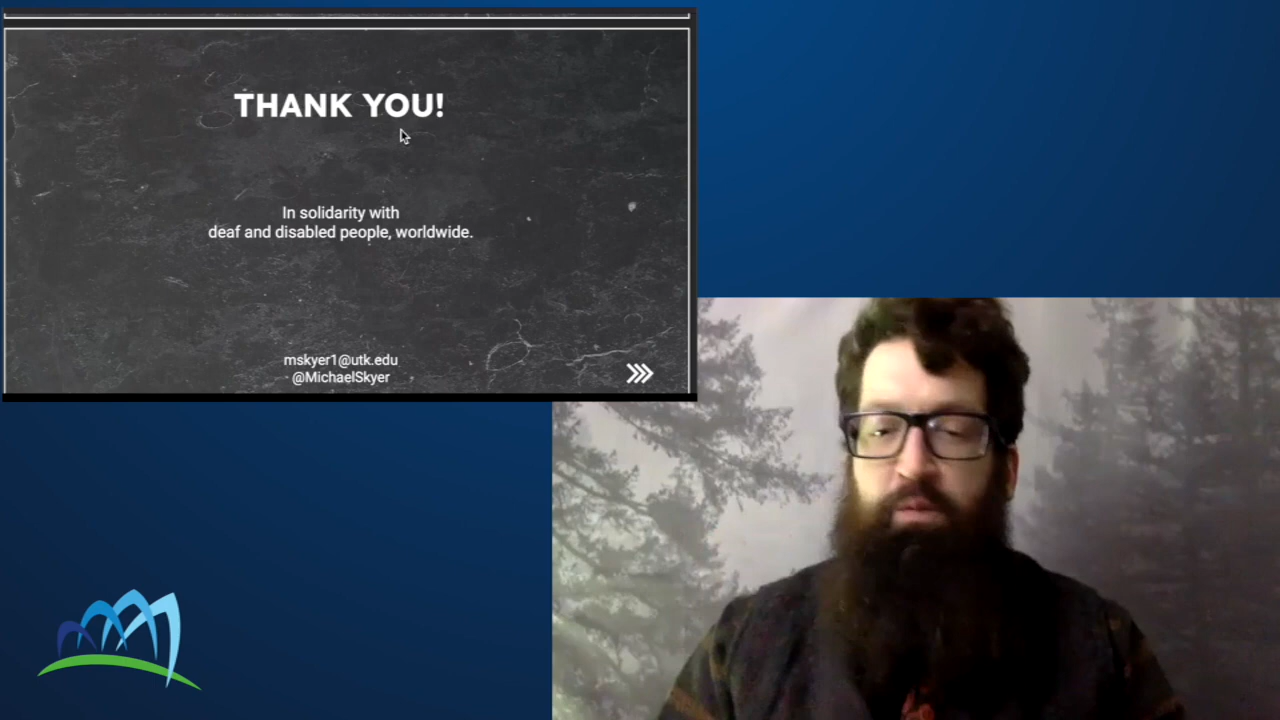 THANK YOU!
In solidarity with
deaf and disabled people, worldwide.
mskyer1@utk.edu
@MichaelSkyer